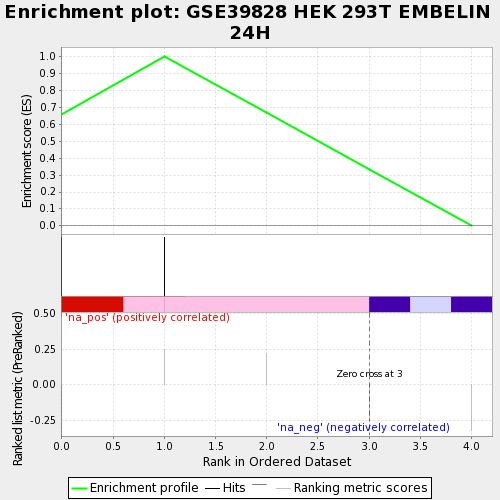 Enrichment plot: GSE39828 HEK 293T EMBELIN
24H
Enrichment score (ES)
1.0
0.9
0.8
0.7
0.6
0.5
0.4
0.3
0.2
0.1
0.0
Ranked list metric (PreRanked)
0.50
0.25
0.00
-0.25
'na_pos' (positively correlated)
Zero cross at 3
'na_neg' (negatively correlated)
0.0 0.5 1.0 1.5 2.0 2.5 3.0 3.5 4.0
Rank in Ordered Dataset
Enrichment profile Hits Ranking metric scores